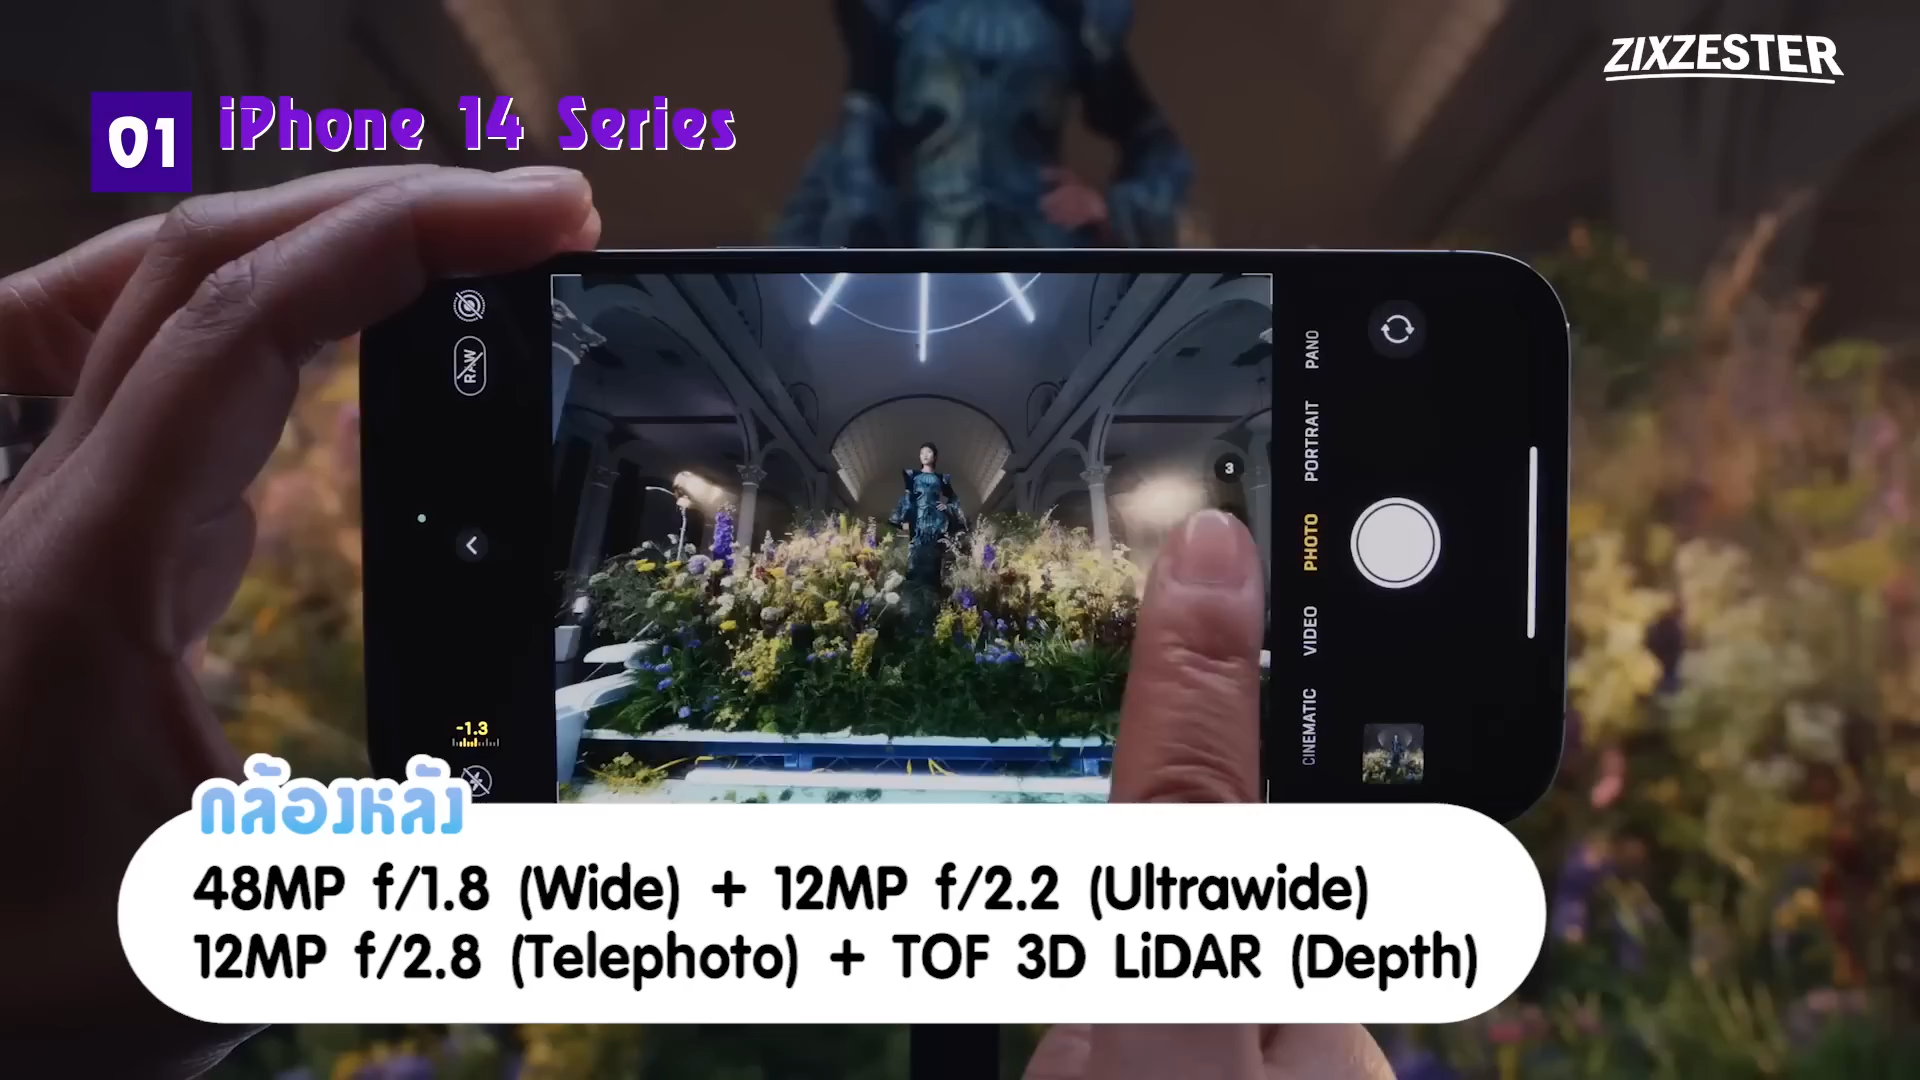 ZIXZESTER
01 iPhone 14 Series
RAW
PANO
PORTRAIT
3
PHOTO
VIDEO
CINEMATIC
-1.3
กล้องหลัง
48MP f/1.8 (Wide) + 12MP f/2.2 (Ultrawide)
12MP f/2.8 (Telephoto) + TOF 3D LiDAR (Depth)